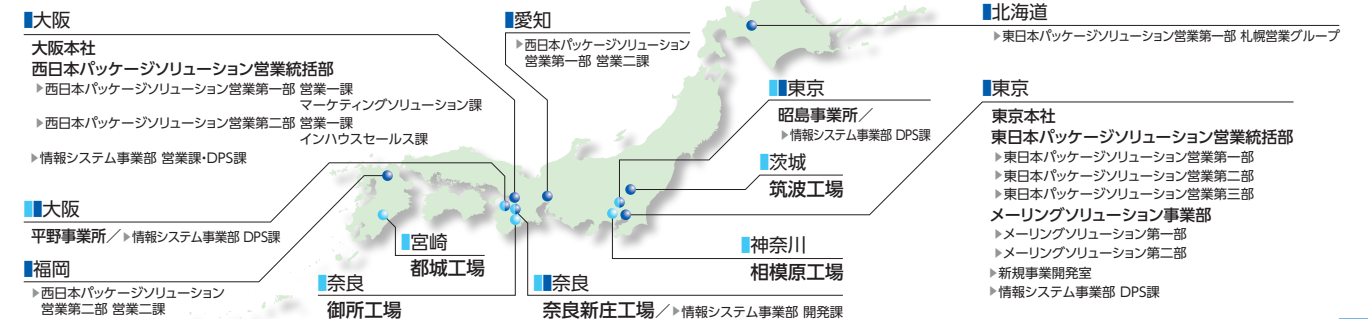 大阪
大阪本社
西日本パッケージソリューション営業統括部
▶西日本パッケージソリューション営業第一部 営業一課
マーケティングソリューション課
▶西日本パッケージソリューション営業第二部 営業一課
インハウスセールス課
▶情報システム事業部 営業課・DPS課
大阪
平野事業所／▶情報システム事業部 DPS課
福岡
▶西日本パッケージソリューション
営業第二部 営業二課
愛知
▶西日本パッケージソリューション
営業第一部 営業二課
宮崎
都城工場
奈良
御所工場
奈良
奈良新庄工場／▶情報システム事業部 開発課
東京
昭島事業所／
▶情報システム事業部 DPS課
茨城
筑波工場
神奈川
相模原工場
北海道
▶東日本パッケージソリューション営業第一部 札幌営業グループ
東京
東京本社
東日本パッケージソリューション営業統括部
▶東日本パッケージソリューション営業第一部
▶東日本パッケージソリューション営業第二部
▶東日本パッケージソリューション営業第三部
メーリングソリューション事業部
▶メーリングソリューション第一部
▶メーリングソリューション第二部
▶新規事業開発室
▶情報システム事業部 DPS課